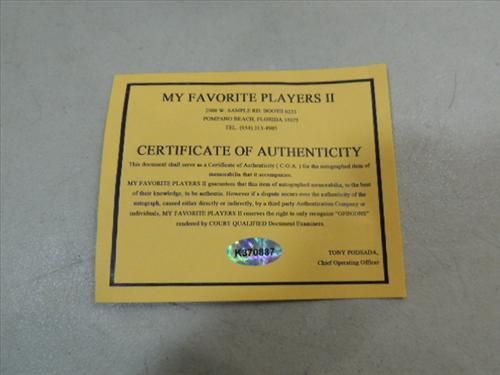 MY FAVORITE PLAYERS II
2900 W. SAMPLE RD. BOOTH 6221
POMPANO BEACH, FLORIDA 33073
TEL. (954) 213-4905
CERTIFICATE OF AUTHENTICITY
This document shall serve as a Certificate of Authenticity ( C.O.A. ) for the autographed item of
memorabilia that it accompanies.
MY FAVORITE PLAYERS II guarantees that this item of autographed memorabilia, to the best
of their knowledge, to be authentic. However if a dispute occurs over the authenticity of the
autograph, caused either directly or indirectly, by a third party Authentication Company or
individuals, MY FAVORITE PLAYERS II reserves the right to only recognize "OPINIONS"
rendered by COURT QUALIFIED Document Examiners.
K370887
TONY PODSADA,
Chief Operating Officer